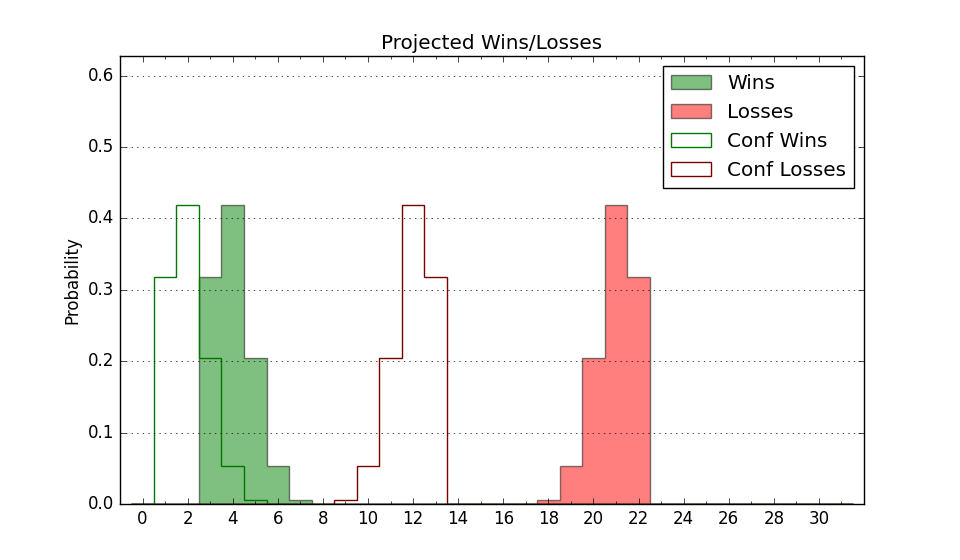 Projected Wins/Losses
0.6
0.5
0.4
0.3
0.2
0.1
0.0
Probability
Wins
Losses
Conf Wins
Conf Losses
0 2 4 6 8 10 12 14 16 18 20 22 24 26 28 30